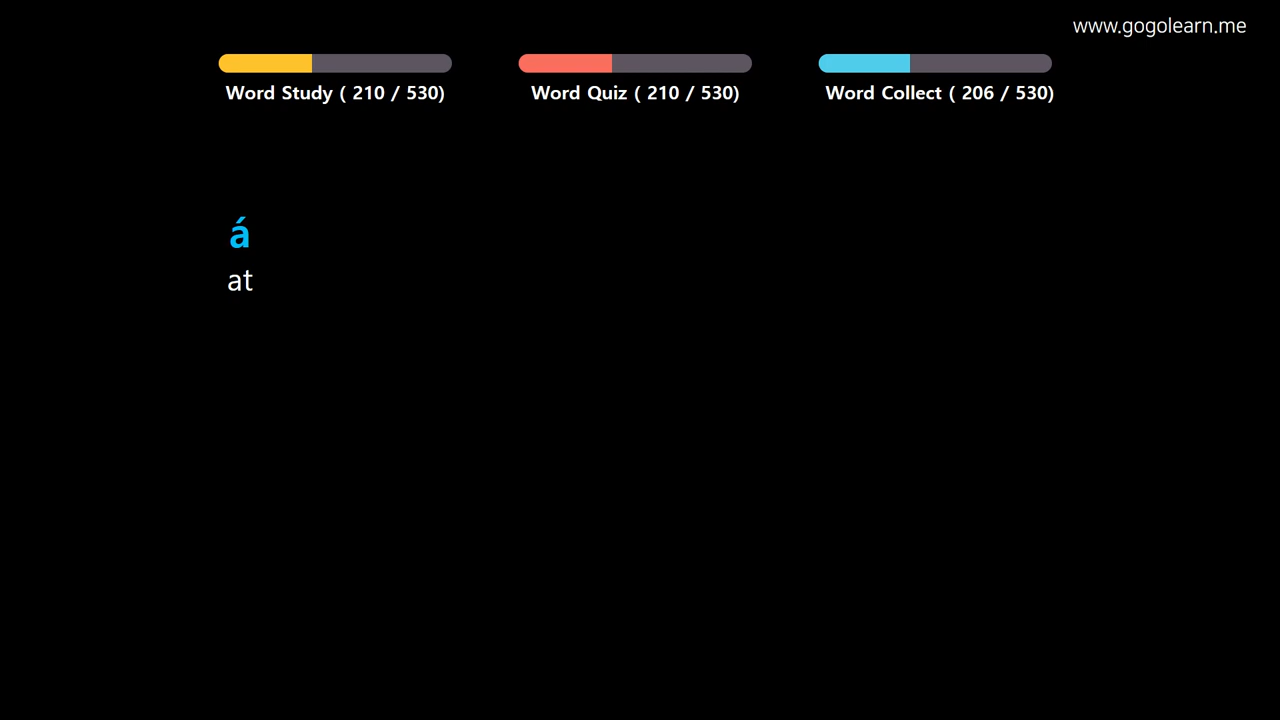 www.gogolearn.me
Word Study ( 210 / 530)
Word Quiz ( 210 / 530)
Word Collect ( 206 / 530)
á
at